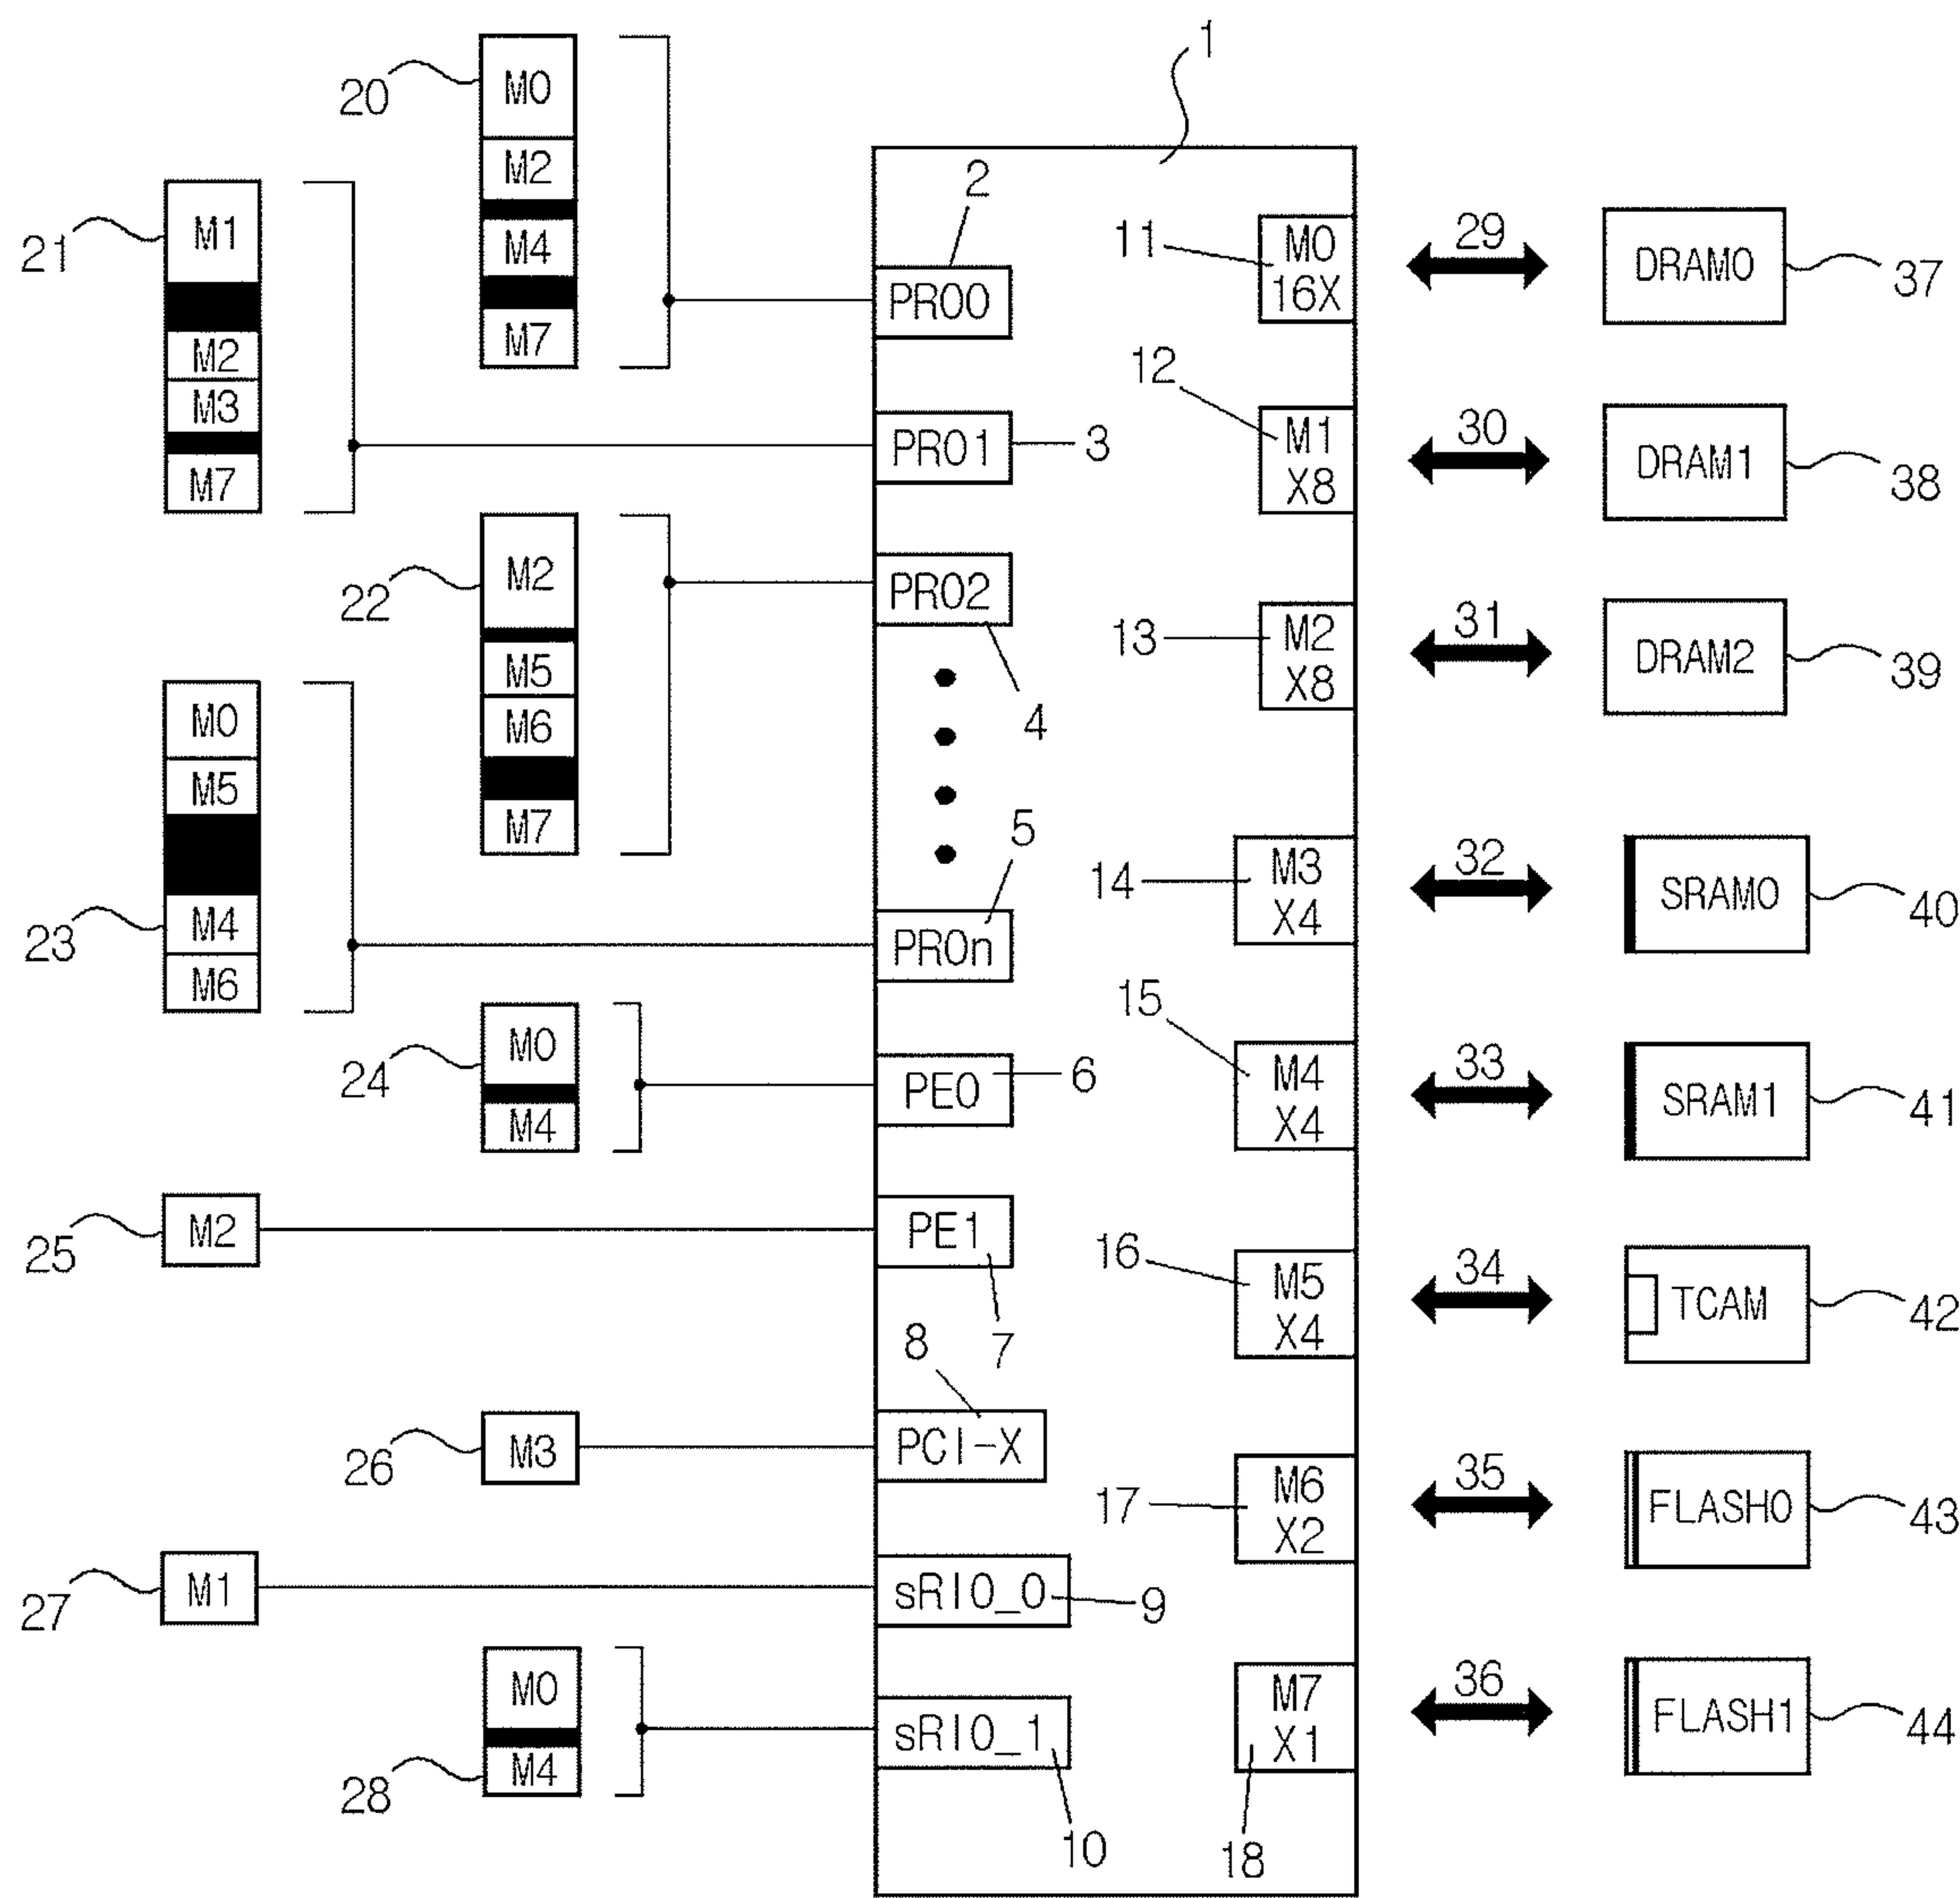 1
20
M0
M2
M4
M7
21
M1
M2
M3
M7
2
PRO0
PRO1
3
22
M2
M5
M6
M7
PRO2
4
23
M0
M5
M4
M6
5
PROn
24
M0
M4
PE0
6
25
M2
PE1
7
8
26
M3
PCI-X
27
M1
sRIO_0
9
28
M0
M4
sRIO_1
10
11
M0
16X
29
DRAM0
37
12
M1
X8
30
DRAM1
38
13
M2
X8
31
DRAM2
39
14
M3
X4
32
SRAM0
40
15
M4
X4
33
SRAM1
41
16
M5
X4
34
TCAM
42
17
M6
X2
35
FLASH0
43
M7
X1
18
36
FLASH1
44